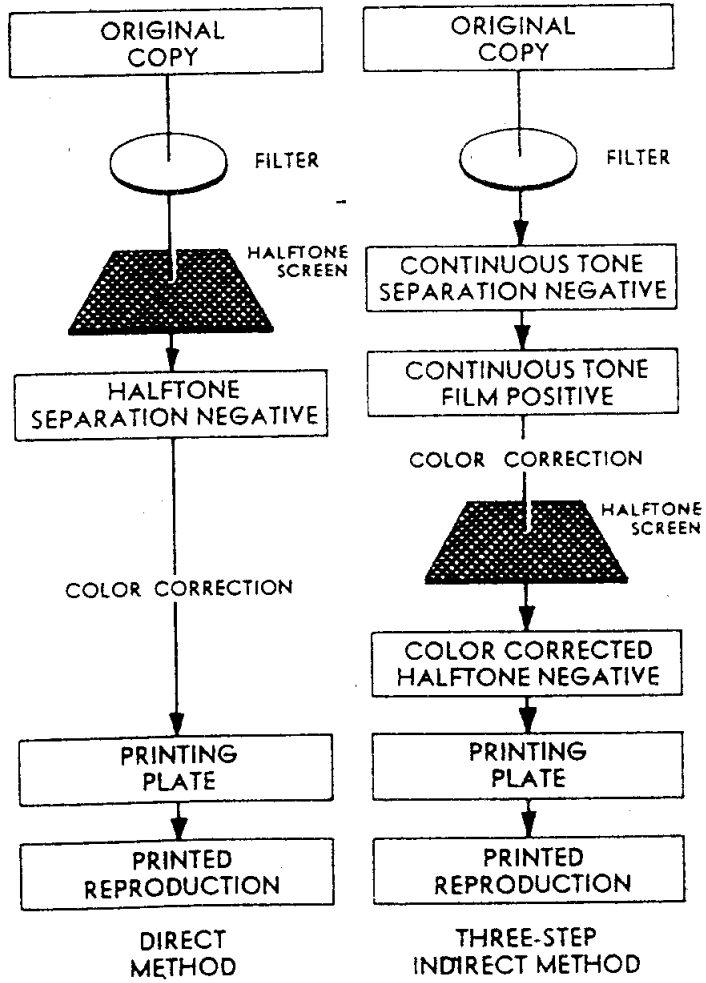 ORIGINAL
COPY
FILTER
HALFTONE
SCREEN
HALFTONE
SEPARATION NEGATIVE
COLOR CORRECTION
PRINTING
PLATE
PRINTED
REPRODUCTION
DIRECT
METHOD
ORIGINAL
COPY
FILTER
CONTINUOUS TONE
SEPARATION NEGATIVE
CONTINUOUS TONE
FILM POSITIVE
COLOR CORRECTION
HALFTONE
SCREEN
COLOR CORRECTED
HALFTONE NEGATIVE
PRINTING
PLATE
PRINTED
REPRODUCTION
THREE-STEP
INDIRECT METHOD